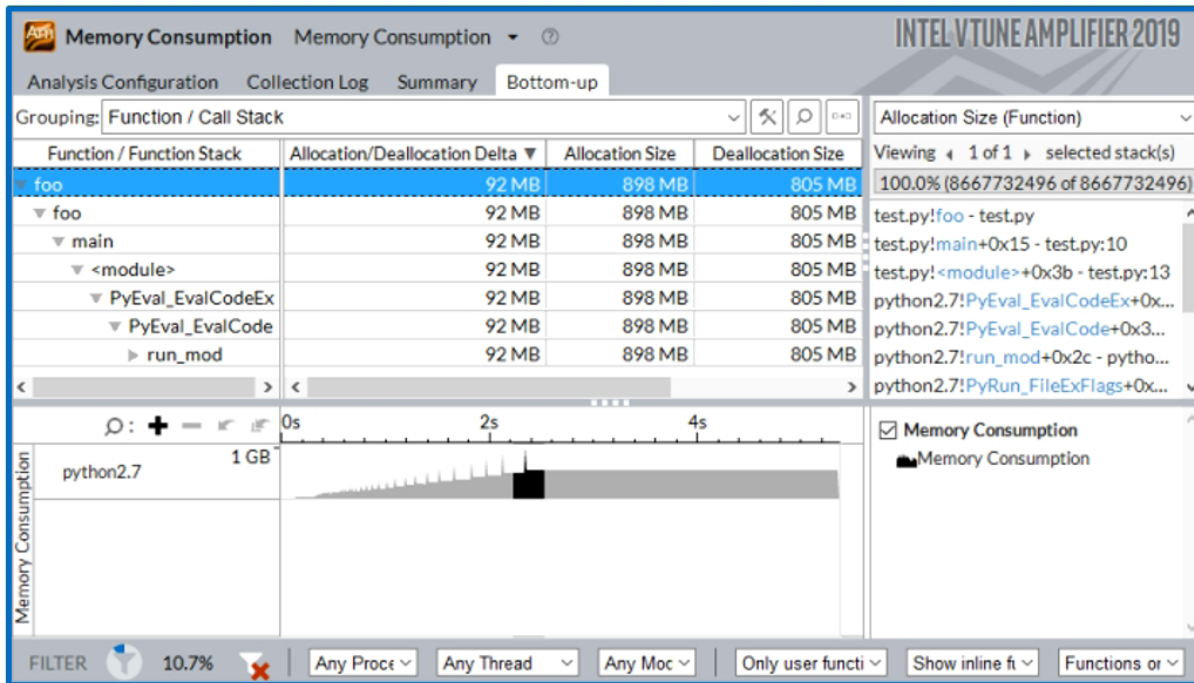 Am Memory Consumption Memory Consumption INTEL VTUNE AMPLIFIER 2019
Analysis Configuration Collection Log Summary Bottom-up
Grouping: Function / Call Stack
Allocation Size (Function)
Function / Function Stack Allocation/Deallocation Delta ▼ Allocation Size Deallocation Size
Viewing 1 of 1 selected stack(s)
foo 92 MB 898 MB 805 MB
100.0% (8667732496 of 8667732496)
foo 92 MB 898 MB 805 MB
test.py!foo - test.py
main 92 MB 898 MB 805 MB
test.py!main+0x15 - test.py:10
<module> 92 MB 898 MB 805 MB
test.py!<module>+0x3b - test.py:13
PyEval_EvalCodeEx 92 MB 898 MB 805 MB
python2.7!PyEval_EvalCodeEx+0x...
PyEval_EvalCode 92 MB 898 MB 805 MB
python2.7!PyEval_EvalCode+0x3...
run_mod 92 MB 898 MB 805 MB
python2.7!run_mod+0x2c - pytho...
python2.7!PyRun_FileExFlags+0x...
0s 2s 4s
Memory Consumption
python2.7 1 GB
Memory Consumption
Memory Consumption
FILTER 10.7% Any Proce Any Thread Any Moc Only user functi Show inline fu Functions or